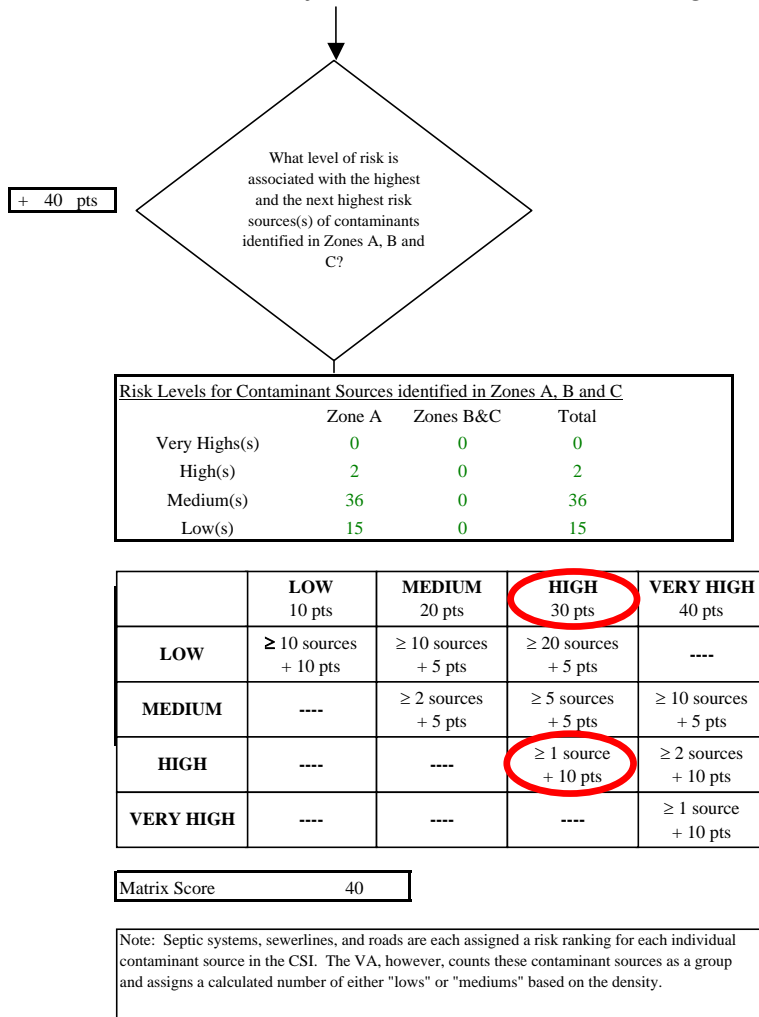 What level of risk is
associated with the highest
and the next highest risk
sources(s) of contaminants
identified in Zones A, B and
C?
+ 40 pts
Risk Levels for Contaminant Sources identified in Zones A, B and C
Zone A Zones B&C Total
Very Highs(s) 0 0 0
High(s) 2 0 2
Medium(s) 36 0 36
Low(s) 15 0 15
LOW MEDIUM HIGH VERY HIGH
10 pts 20 pts 30 pts 40 pts
LOW ≥ 10 sources ≥ 10 sources ≥ 20 sources ----
+ 10 pts + 5 pts + 5 pts
MEDIUM ---- ≥ 2 sources ≥ 5 sources ≥ 10 sources
+ 5 pts + 5 pts + 5 pts
HIGH ---- ---- ≥ 1 source ≥ 2 sources
+ 10 pts + 10 pts
VERY HIGH ---- ---- ---- ≥ 1 source
+ 10 pts
Matrix Score 40
Note: Septic systems, sewerlines, and roads are each assigned a risk ranking for each individual
contaminant source in the CSI. The VA, however, counts these contaminant sources as a group
and assigns a calculated number of either "lows" or "mediums" based on the density.